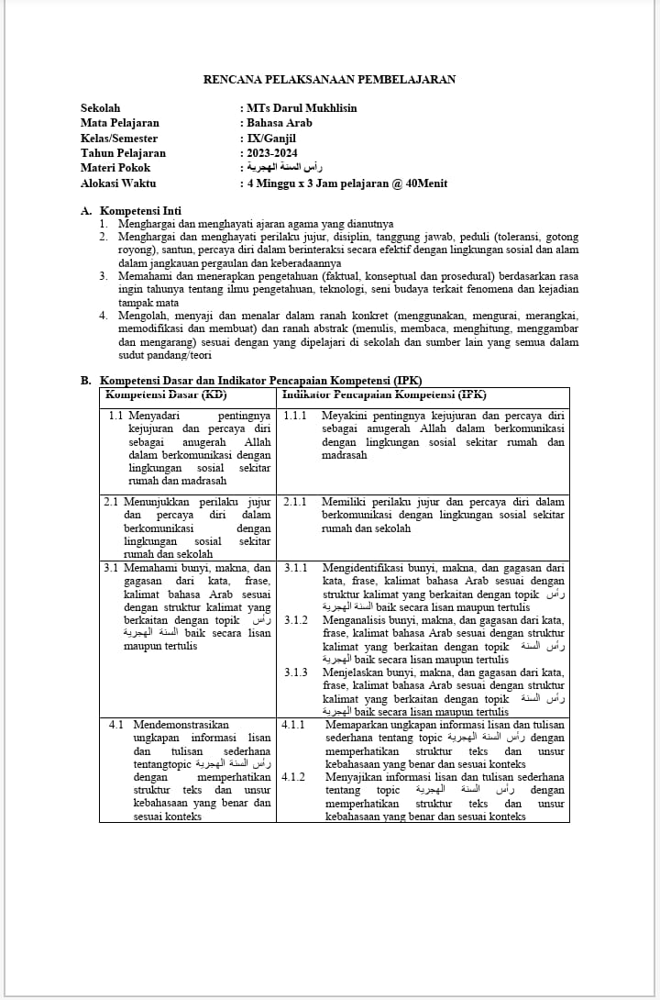 RENCANA PELAKSANAAN PEMBELAJARAN
Sekolah : MTs Darul Mukhlisin
Mata Pelajaran : Bahasa Arab
Kelas/Semester : IX/Ganjil
Tahun Pelajaran : 2023-2024
Materi Pokok : رأس السنة الهجرية
Alokasi Waktu : 4 Minggu x 3 Jam pelajaran @ 40Menit
A. Kompetensi Inti
1. Menghargai dan menghayati ajaran agama yang dianutnya
2. Menghargai dan menghayati perilaku jujur, disiplin, tanggung jawab, peduli (toleransi, gotong
royong), santun, percaya diri dalam berinteraksi secara efektif dengan lingkungan sosial dan alam
dalam jangkauan pergaulan dan keberadaannya
3. Memahami dan menerapkan pengetahuan (faktual, konseptual dan prosedural) berdasarkan rasa
ingin tahunya tentang ilmu pengetahuan, teknologi, seni budaya terkait fenomena dan kejadian
tampak mata
4. Mengolah, menyaji dan menalar dalam ranah konkret (menggunakan, mengurai, merangkai,
memodifikasi dan membuat) dan ranah abstrak (menulis, membaca, menghitung, menggambar
dan mengarang) sesuai dengan yang dipelajari di sekolah dan sumber lain yang semua dalam
sudut pandang/teori
B. Kompetensi Dasar dan Indikator Pencapaian Kompetensi (IPK)
Kompetensi Dasar (KD)
Indikator Pencapaian Kompetensi (IPK)
1.1 Menyadari pentingnya
kejujuran dan percaya diri
sebagai anugerah Allah
dalam berkomunikasi dengan
lingkungan sosial sekitar
rumah dan madrasah
1.1.1 Meyakini pentingnya kejujuran dan percaya diri
sebagai anugerah Allah dalam berkomunikasi
dengan lingkungan sosial sekitar rumah dan
madrasah
2.1 Menunjukkan perilaku jujur
dan percaya diri dalam
berkomunikasi dengan
lingkungan sosial sekitar
rumah dan sekolah
2.1.1 Memiliki perilaku jujur dan percaya diri dalam
berkomunikasi dengan lingkungan sosial sekitar
rumah dan sekolah
3.1 Memahami bunyi, makna, dan
gagasan dari kata, frase,
kalimat bahasa Arab sesuai
dengan struktur kalimat yang
berkaitan dengan topik رأس
السنة الهجرية baik secara lisan
maupun tertulis
3.1.1 Mengidentifikasi bunyi, makna, dan gagasan dari
kata, frase, kalimat bahasa Arab sesuai dengan
struktur kalimat yang berkaitan dengan topik رأس
السنة الهجرية baik secara lisan maupun tertulis
3.1.2 Menganalisis bunyi, makna, dan gagasan dari kata,
frase, kalimat bahasa Arab sesuai dengan struktur
kalimat yang berkaitan dengan topik رأس السنة
الهجرية baik secara lisan maupun tertulis
3.1.3 Menjelaskan bunyi, makna, dan gagasan dari kata,
frase, kalimat bahasa Arab sesuai dengan struktur
kalimat yang berkaitan dengan topik رأس السنة
الهجرية baik secara lisan maupun tertulis
4.1 Mendemonstrasikan
ungkapan informasi lisan
dan tulisan sederhana
tentangtopic رأس السنة الهجرية
dengan memperhatikan
struktur teks dan unsur
kebahasaan yang benar dan
sesuai konteks
4.1.1 Memaparkan ungkapan informasi lisan dan tulisan
sederhana tentang topic رأس السنة الهجرية dengan
memperhatikan struktur teks dan unsur
kebahasaan yang benar dan sesuai konteks
4.1.2 Menyajikan informasi lisan dan tulisan sederhana
tentang topic رأس السنة الهجرية dengan
memperhatikan struktur teks dan unsur
kebahasaan yang benar dan sesuai konteks